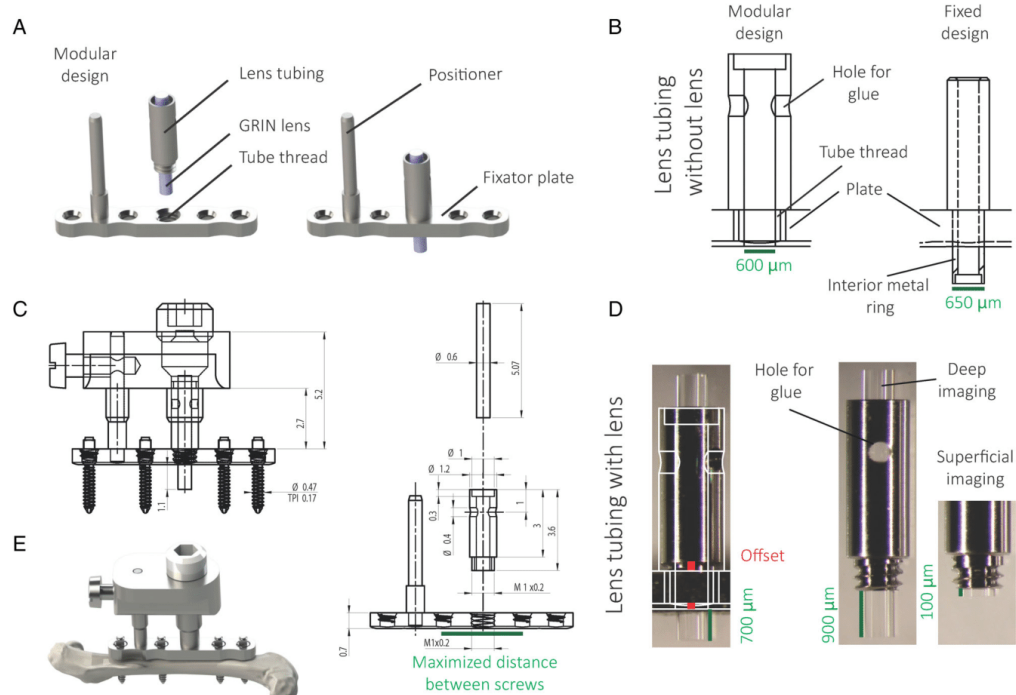 A
Modular
design
Lens tubing
GRIN lens
Tube thread
Positioner
Fixator plate
B
Modular
design
Fixed
design
Lens tubing
without lens
Hole for
glue
Tube thread
Plate
600 µm
Interior metal
ring
650 µm
C
5.2
2.7
1.1
Ø 0.47
TPI 0.17
Ø 0.6
5.07
Ø 1
Ø 1.2
0.3
Ø 0.4
1
3
3.6
M 1 x0.2
0.7
M1x0.2
Maximized distance
between screws
D
Lens tubing with lens
Hole for
glue
Deep
imaging
Superficial
imaging
Offset
700 µm
900 µm
100 µm
E